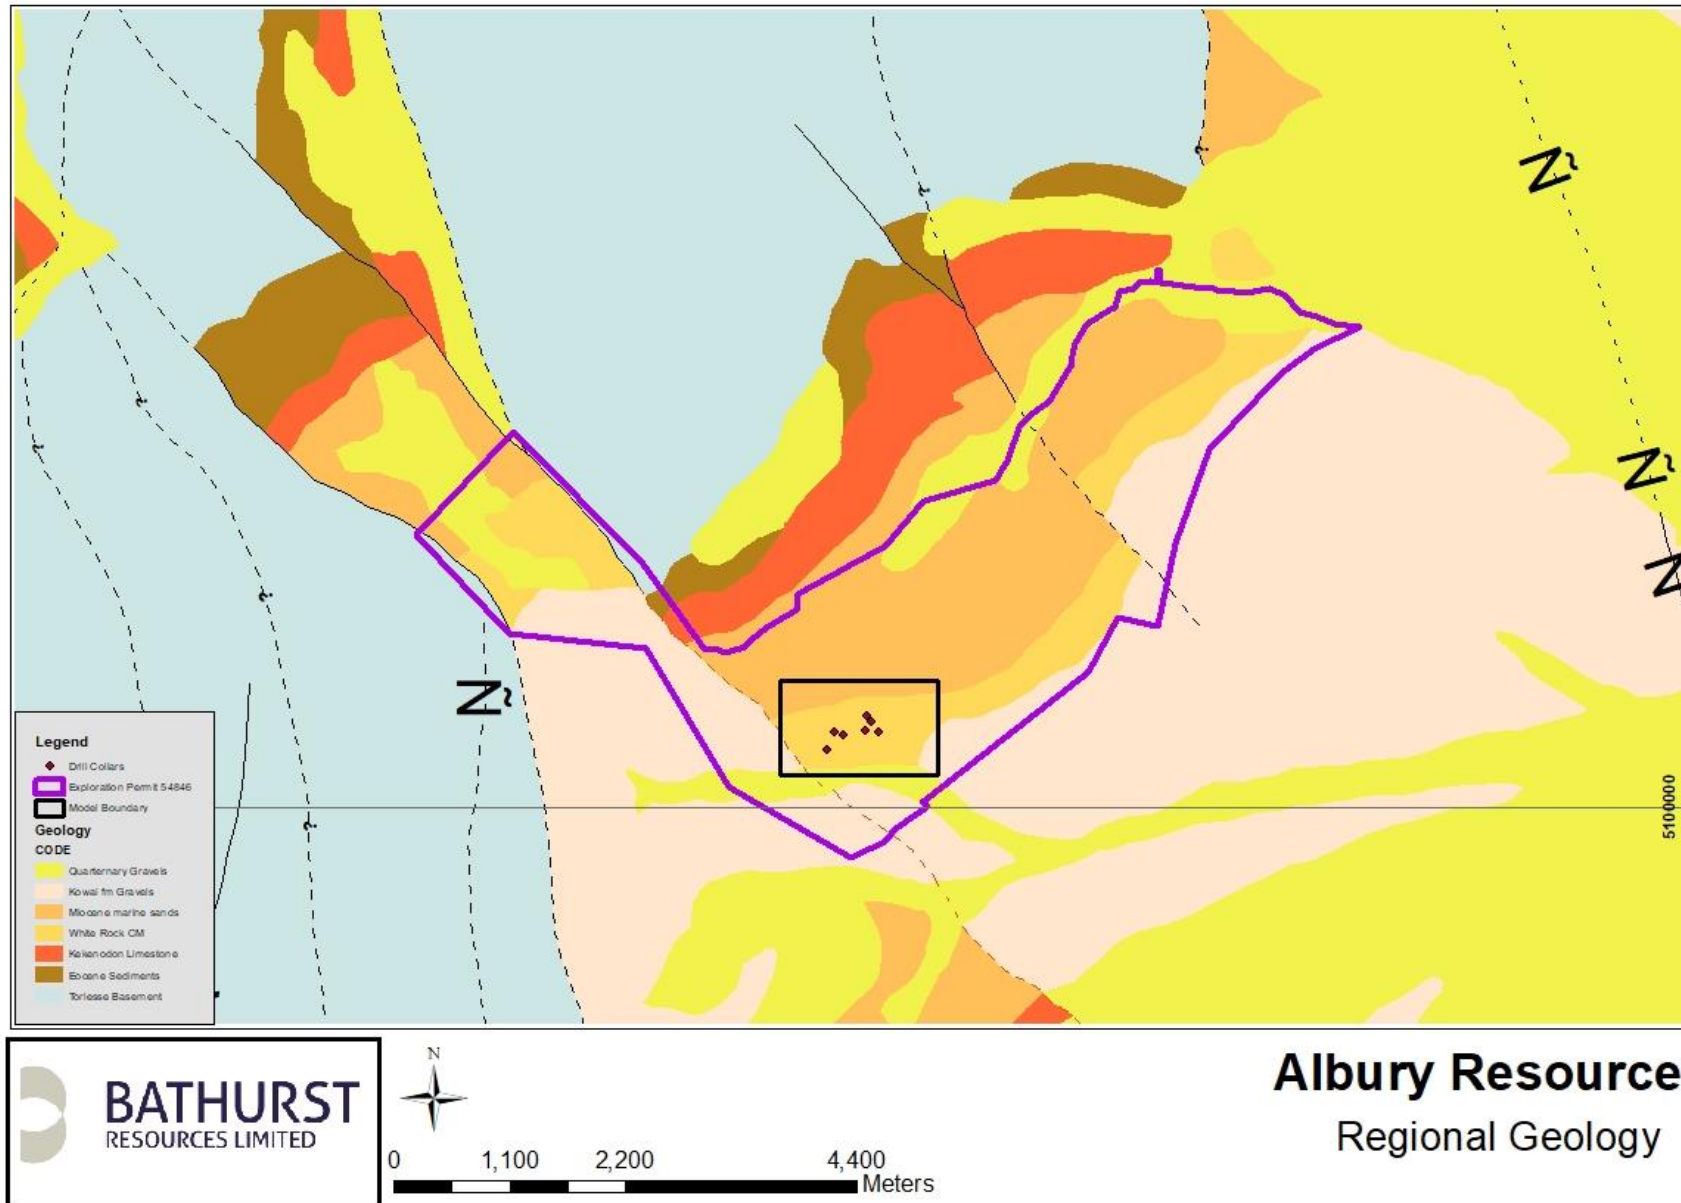 Legend
Drill Collars
Exploration Permit 54846
Model Boundary
Geology
CODE
Quarternary Gravels
Kowai fm Gravels
Miocene marine sands
White Rock CM
Kekenodon Limestone
Eocene Sediments
Torlesse Basement
5100000
BATHURST
RESOURCES LIMITED
N
0 1,100 2,200 4,400
Meters
Albury Resource
Regional Geology